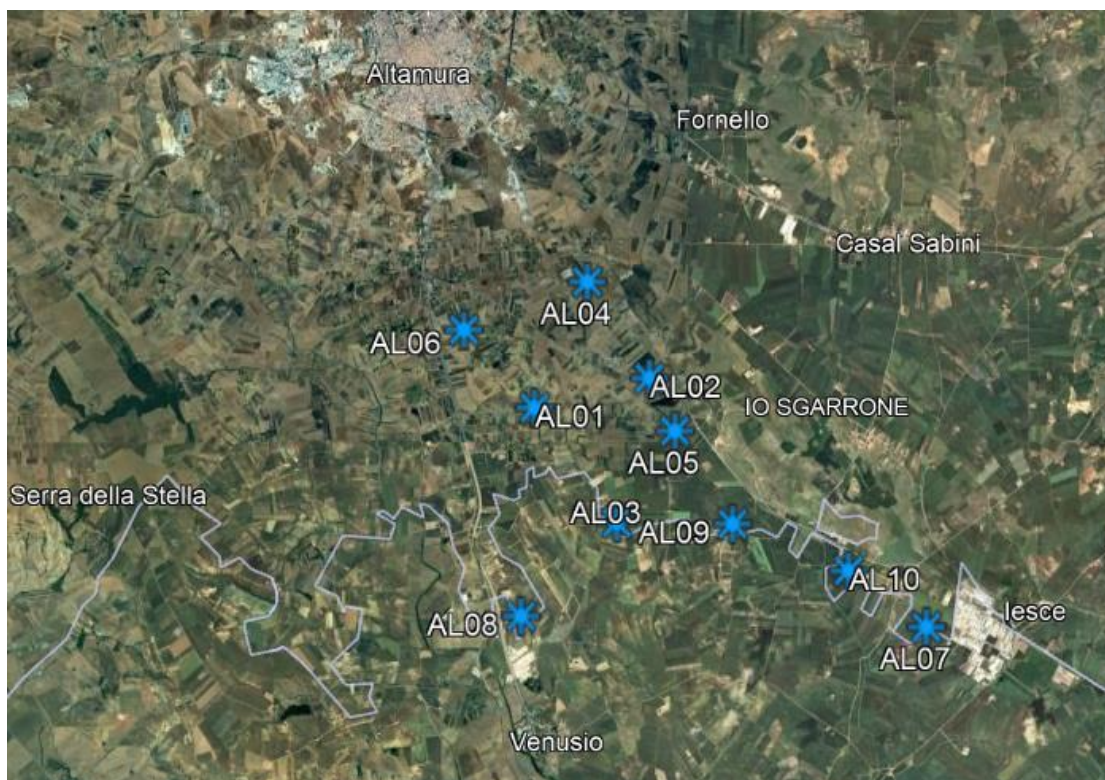 Altamura
Fornello
Casal Sabini
AL04
AL06
AL02
IO SGARRONE
AL01
AL05
Serra della Stella
AL03
AL09
AL10
AL08
Iesce
AL07
Venusio